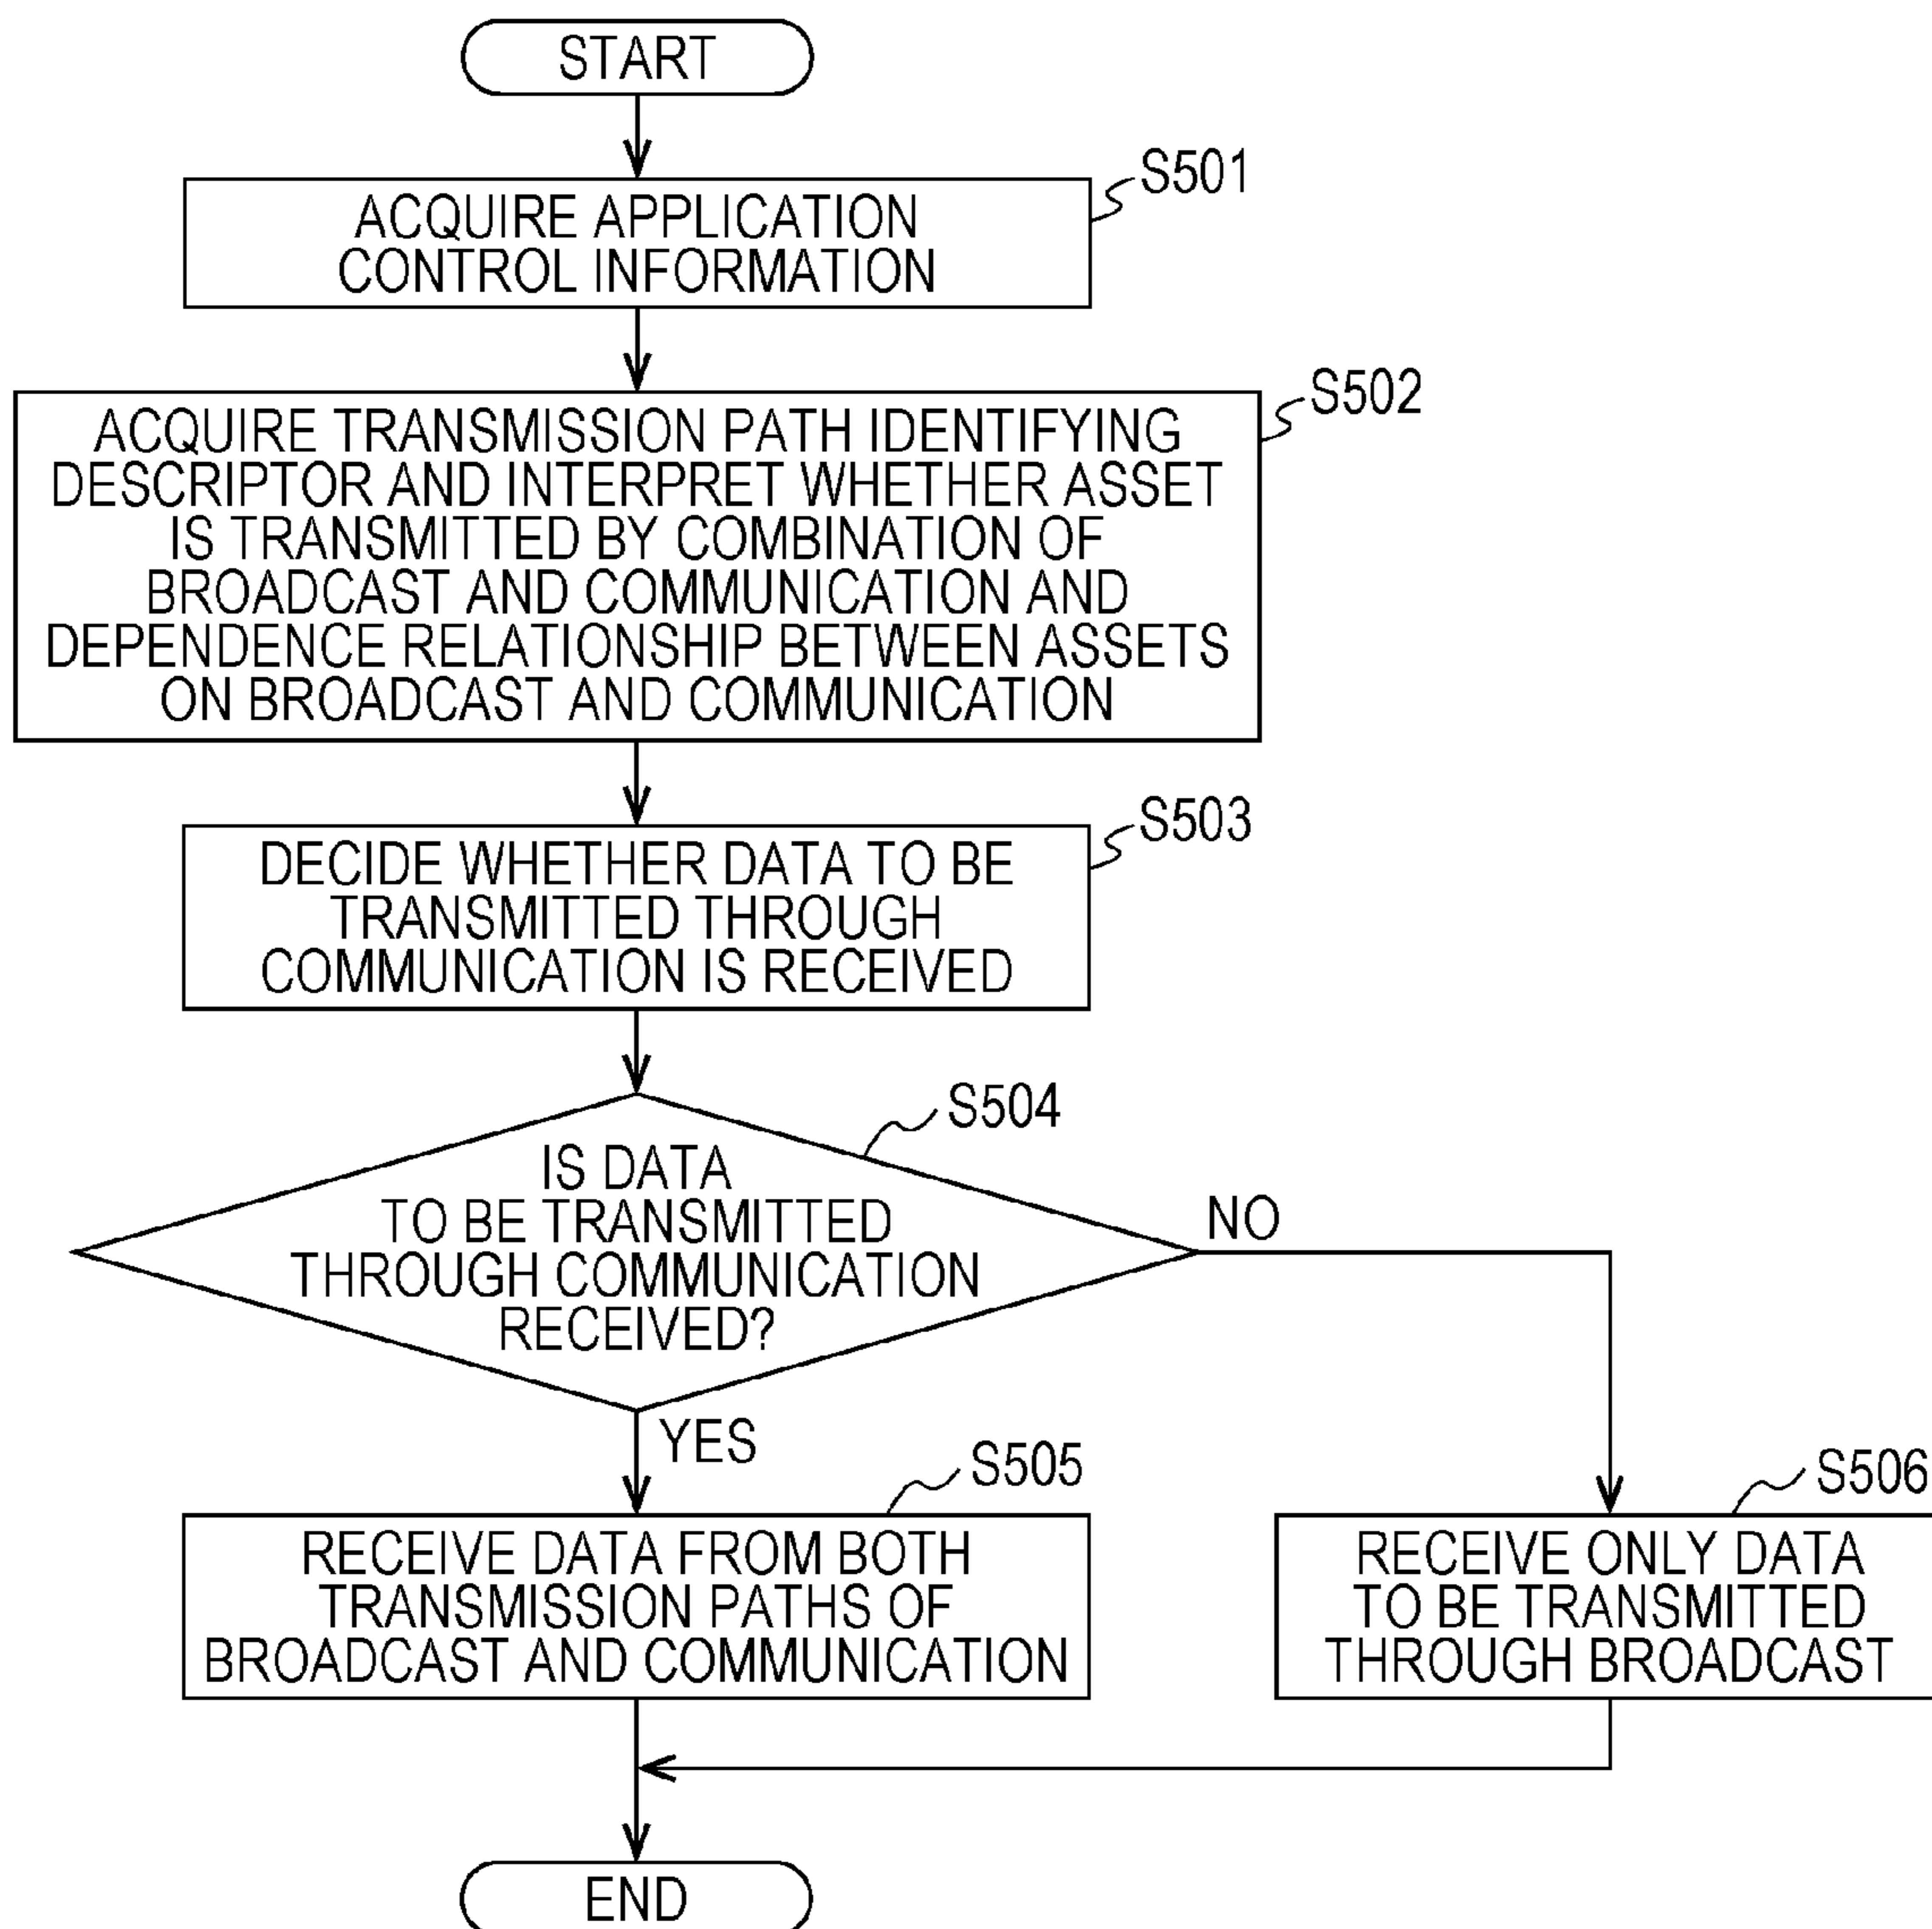 START
S501
ACQUIRE APPLICATION
CONTROL INFORMATION
S502
ACQUIRE TRANSMISSION PATH IDENTIFYING
DESCRIPTOR AND INTERPRET WHETHER ASSET
IS TRANSMITTED BY COMBINATION OF
BROADCAST AND COMMUNICATION AND
DEPENDENCE RELATIONSHIP BETWEEN ASSETS
ON BROADCAST AND COMMUNICATION
S503
DECIDE WHETHER DATA TO BE
TRANSMITTED THROUGH
COMMUNICATION IS RECEIVED
S504
IS DATA
TO BE TRANSMITTED
THROUGH COMMUNICATION
RECEIVED?
NO
YES
S505
RECEIVE DATA FROM BOTH
TRANSMISSION PATHS OF
BROADCAST AND COMMUNICATION
S506
RECEIVE ONLY DATA
TO BE TRANSMITTED
THROUGH BROADCAST
END